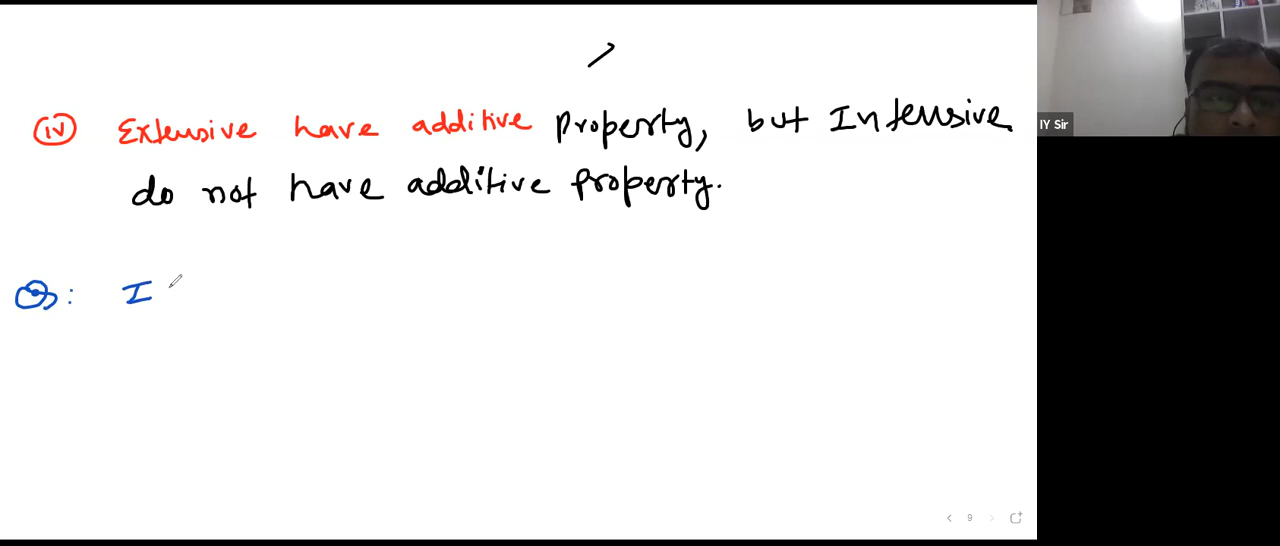 (iv) Extensive have additive property, but Intensive
do not have additive property.
Q: I
IY Sir
9